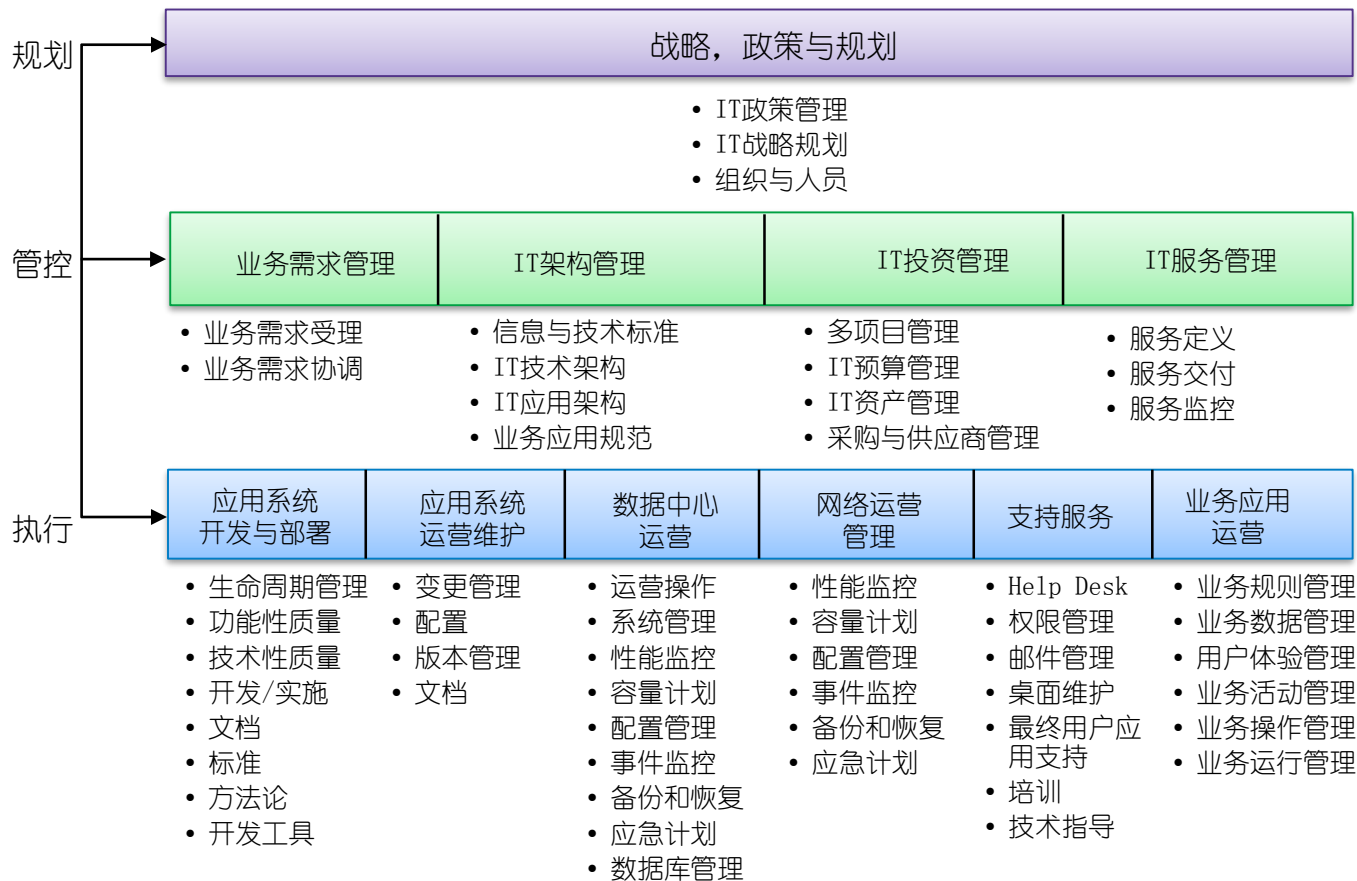 规划
战略，政策与规划
• IT政策管理
• IT战略规划
• 组织与人员
管控
业务需求管理
IT架构管理
IT投资管理
IT服务管理
• 业务需求受理
• 业务需求协调
• 信息与技术标准
• IT技术架构
• IT应用架构
• 业务应用规范
• 多项目管理
• IT预算管理
• IT资产管理
• 采购与供应商管理
• 服务定义
• 服务交付
• 服务监控
执行
应用系统
开发与部署
应用系统
运营维护
数据中心
运营
网络运营
管理
支持服务
业务应用
运营
• 生命周期管理
• 功能性质量
• 技术性质量
• 开发/实施
• 文档
• 标准
• 方法论
• 开发工具
• 变更管理
• 配置
• 版本管理
• 文档
• 运营操作
• 系统管理
• 性能监控
• 容量计划
• 配置管理
• 事件监控
• 备份和恢复
• 应急计划
• 数据库管理
• 性能监控
• 容量计划
• 配置管理
• 事件监控
• 备份和恢复
• 应急计划
• Help Desk
• 权限管理
• 邮件管理
• 桌面维护
• 最终用户应
用支持
• 培训
• 技术指导
• 业务规则管理
• 业务数据管理
• 用户体验管理
• 业务活动管理
• 业务操作管理
• 业务运行管理